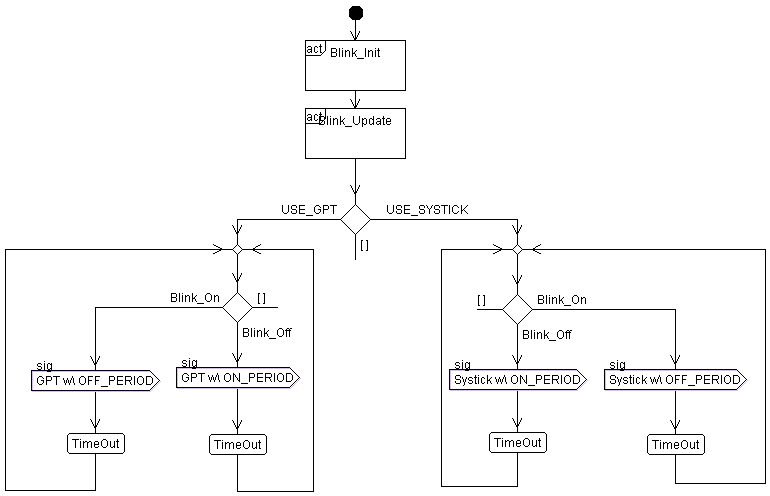 act
Blink_Init
act
Blink_Update
USE_GPT
USE_SYSTICK
[ ]
Blink_On
[ ]
Blink_Off
[ ]
Blink_On
Blink_Off
sig
GPT w\ OFF_PERIOD
sig
GPT w\ ON_PERIOD
sig
Systick w\ ON_PERIOD
sig
Systick w\ OFF_PERIOD
TimeOut
TimeOut
TimeOut
TimeOut